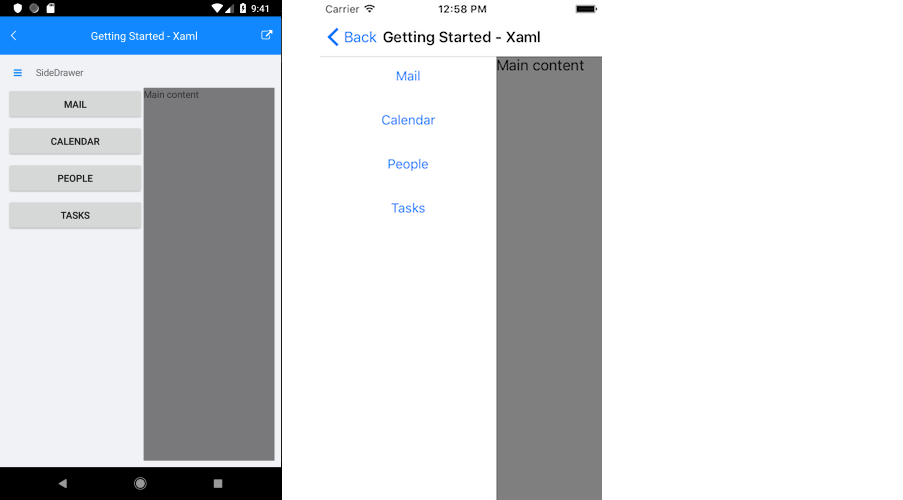 9:41
Getting Started - Xaml
SideDrawer
MAIL
Main content
CALENDAR
PEOPLE
TASKS
Carrier 12:58 PM
Back Getting Started - Xaml
Mail
Main content
Calendar
People
Tasks